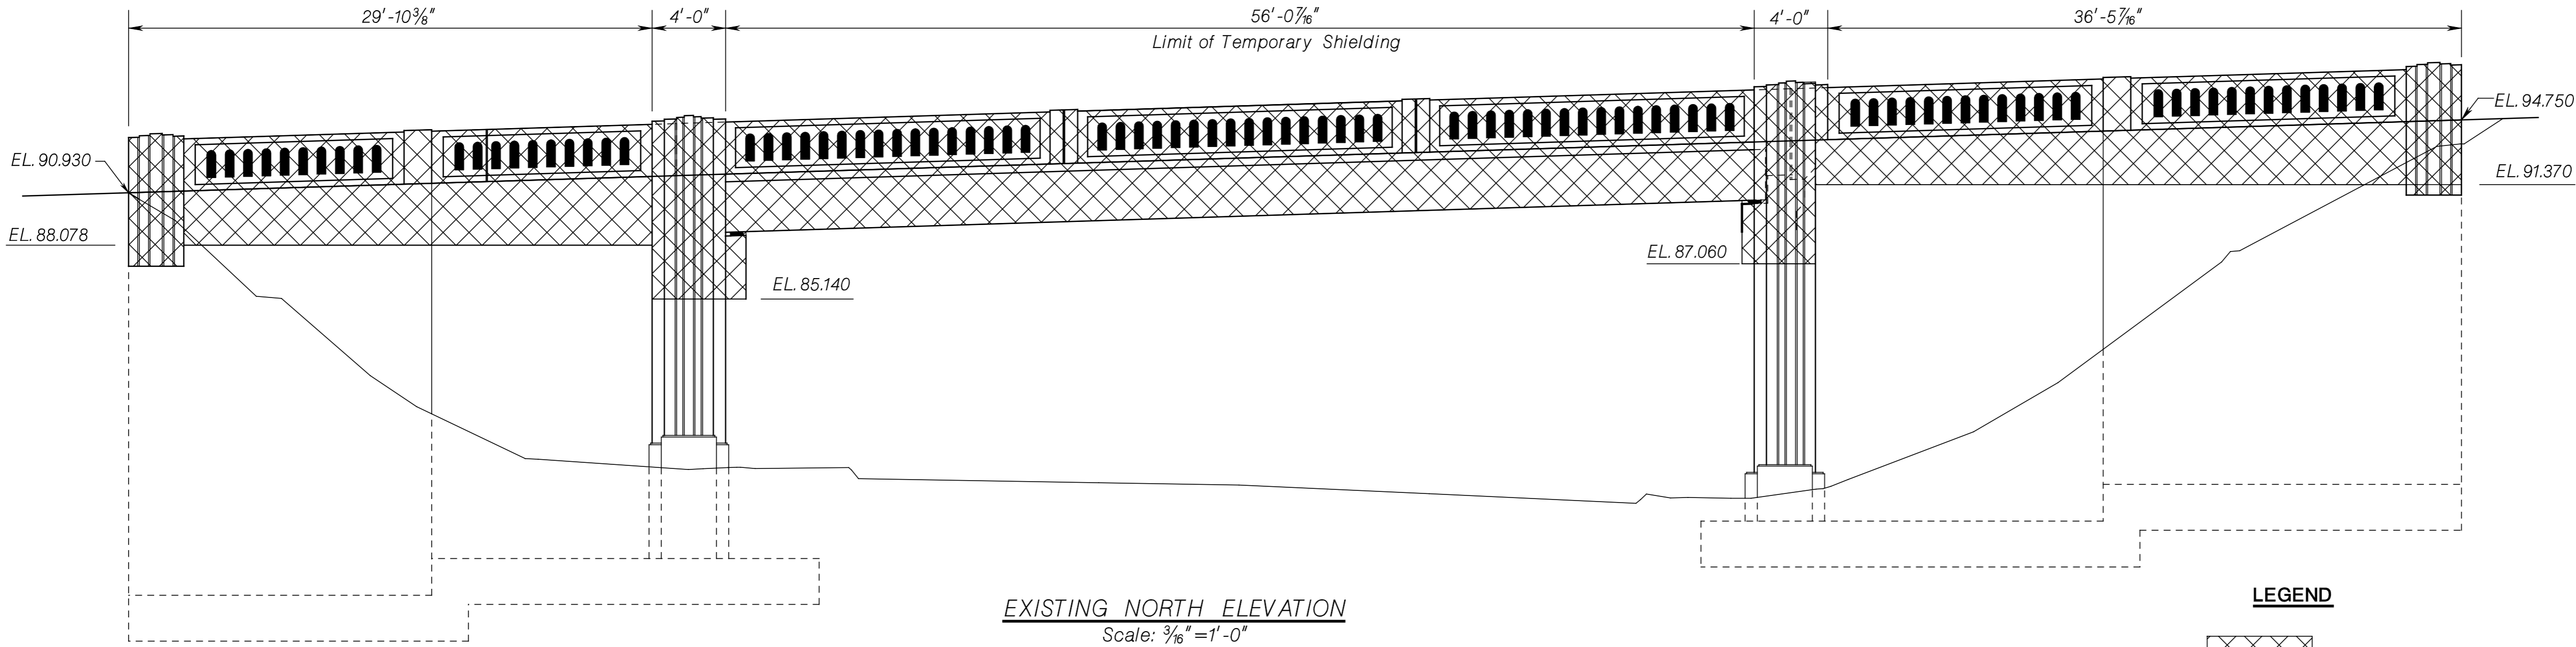 29'-10⅜"
4'-0"
56'-0⁷⁄₁₆"
4'-0"
36'-5⁷⁄₁₆"
Limit of Temporary Shielding
EL. 94.750
EL. 90.930
EL. 91.370
EL. 88.078
EL. 87.060
EL. 85.140
EXISTING NORTH ELEVATION
Scale: ³⁄₁₆"=1'-0"
LEGEND